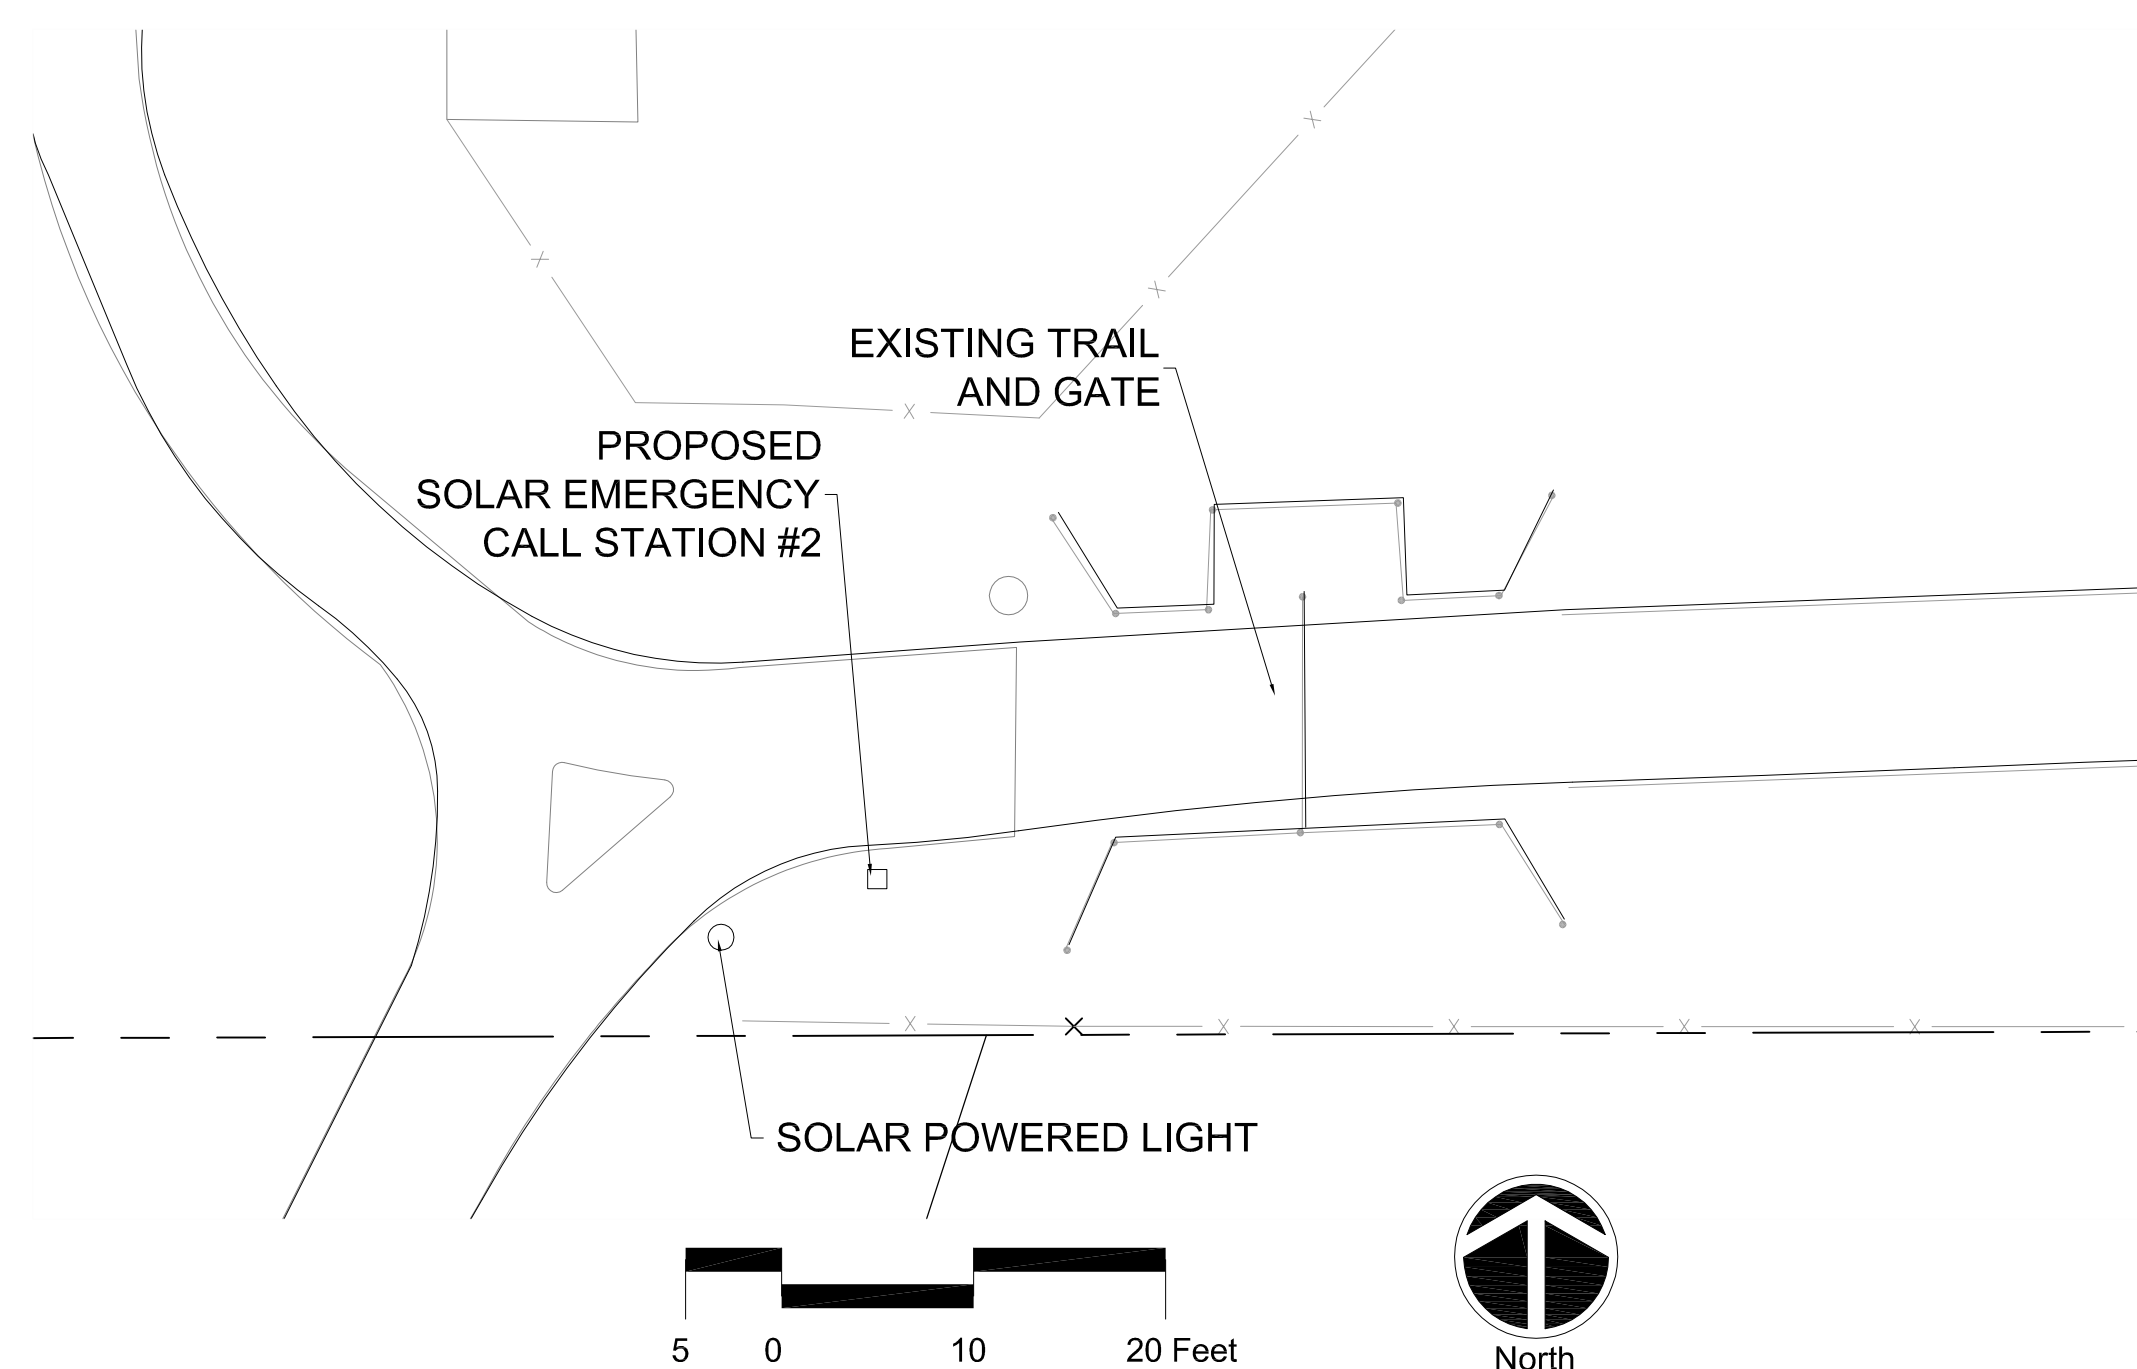 EXISTING TRAIL
AND GATE
PROPOSED
SOLAR EMERGENCY
CALL STATION #2
SOLAR POWERED LIGHT
5 0 10 20 Feet
North